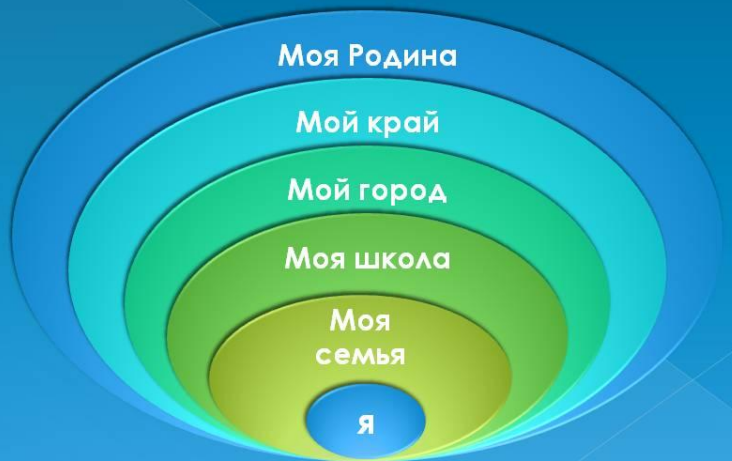 Моя Родина
Мой край
Мой город
Моя школа
Моя
семья
Я